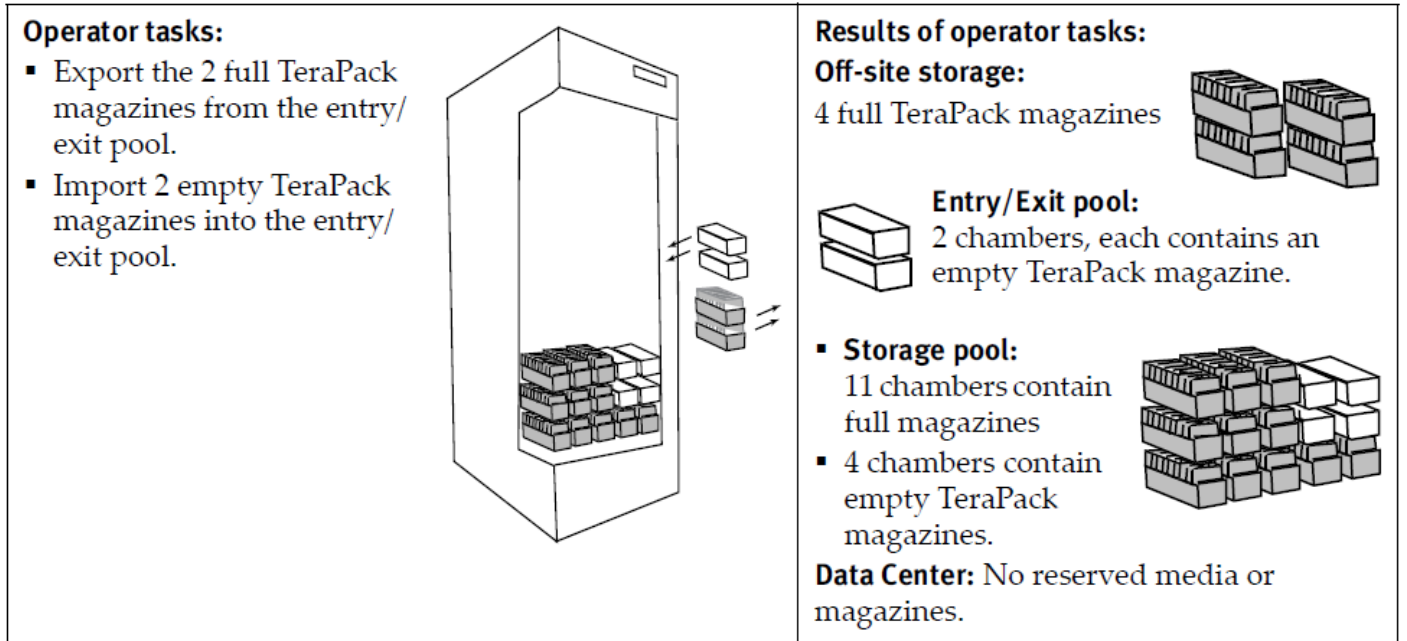 Operator tasks:
▪ Export the 2 full TeraPack
magazines from the entry/
exit pool.
▪ Import 2 empty TeraPack
magazines into the entry/
exit pool.
Results of operator tasks:
Off-site storage:
4 full TeraPack magazines
Entry/Exit pool:
2 chambers, each contains an
empty TeraPack magazine.
▪ Storage pool:
11 chambers contain
full magazines
▪ 4 chambers contain
empty TeraPack
magazines.
Data Center: No reserved media or
magazines.